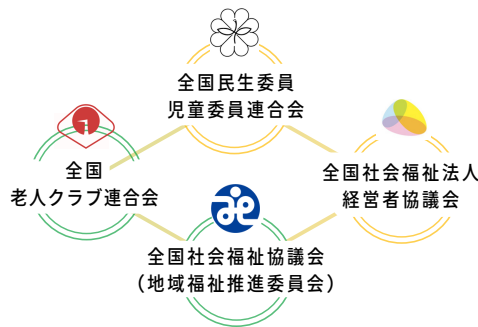 全国民生委員
児童委員連合会
全国
老人クラブ連合会
全国社会福祉法人
経営者協議会
全国社会福祉協議会
（地域福祉推進委員会）